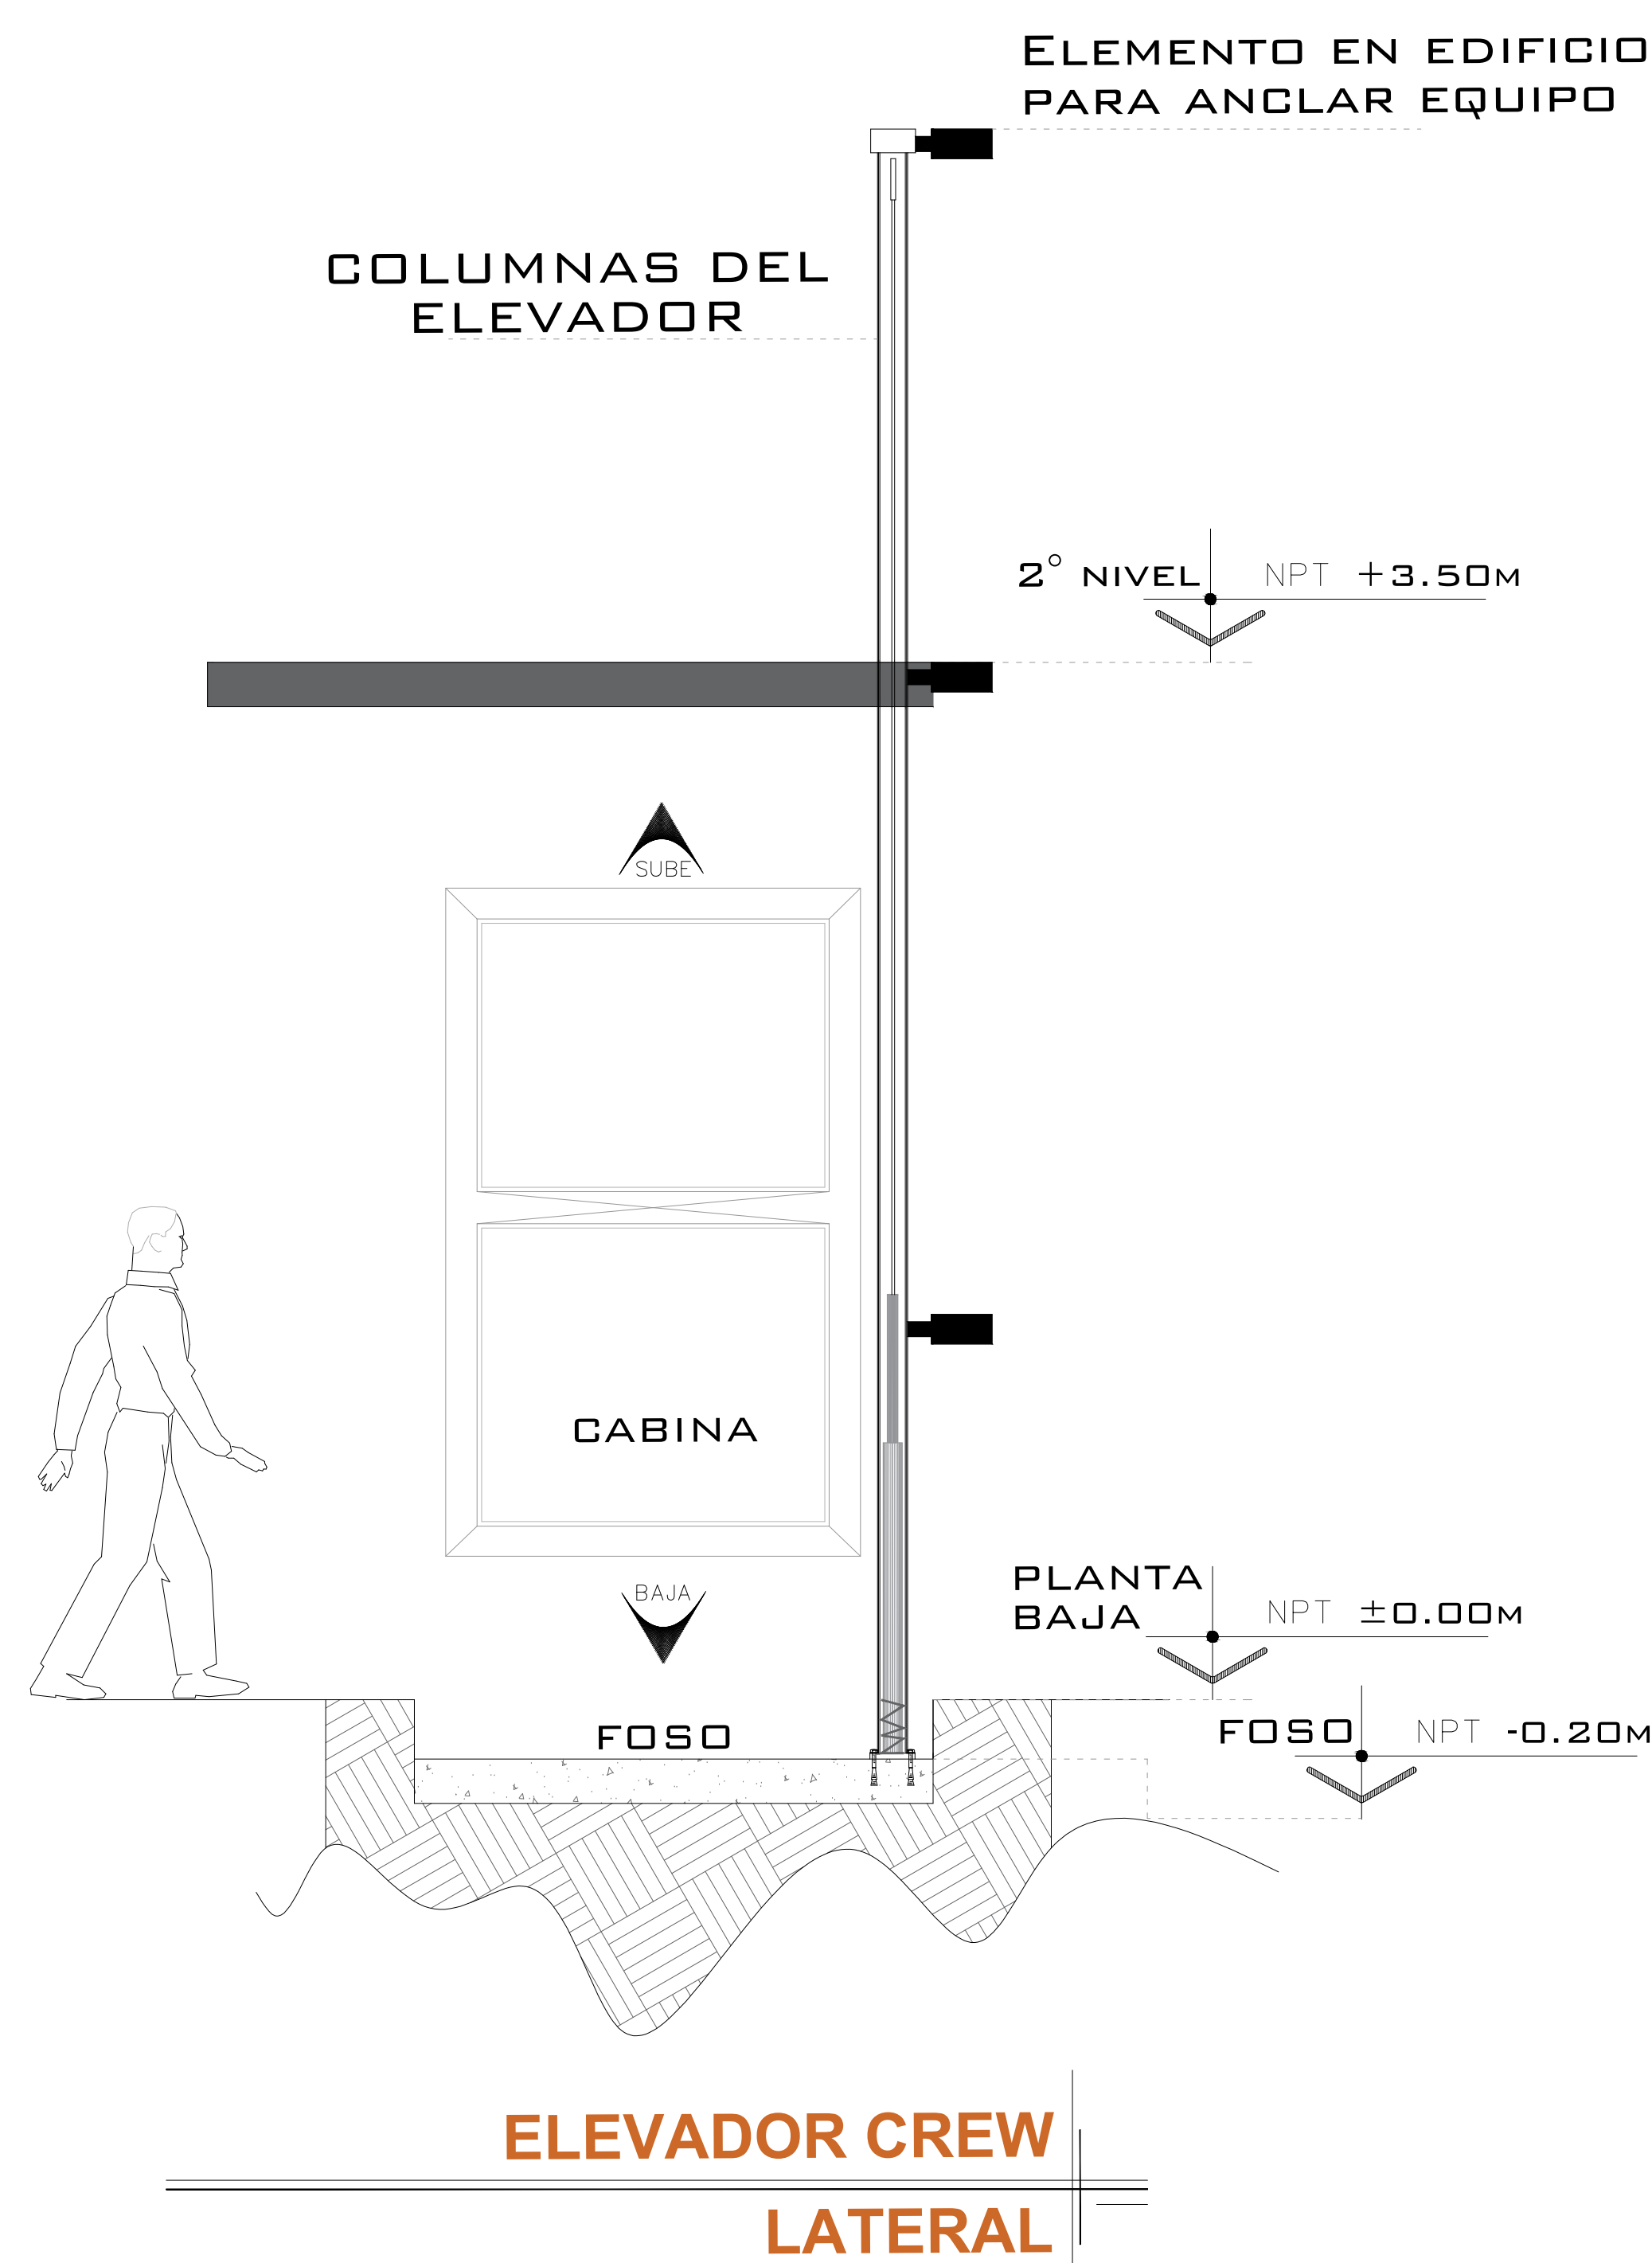 ELEMENTO EN EDIFICIO
PARA ANCLAR EQUIPO
COLUMNAS DEL
ELEVADOR
2° NIVEL NPT +3.50M
SUBE
CABINA
BAJA
PLANTA
BAJA
NPT ±0.00M
FOSO
FOSO NPT -0.20M
ELEVADOR CREW
LATERAL